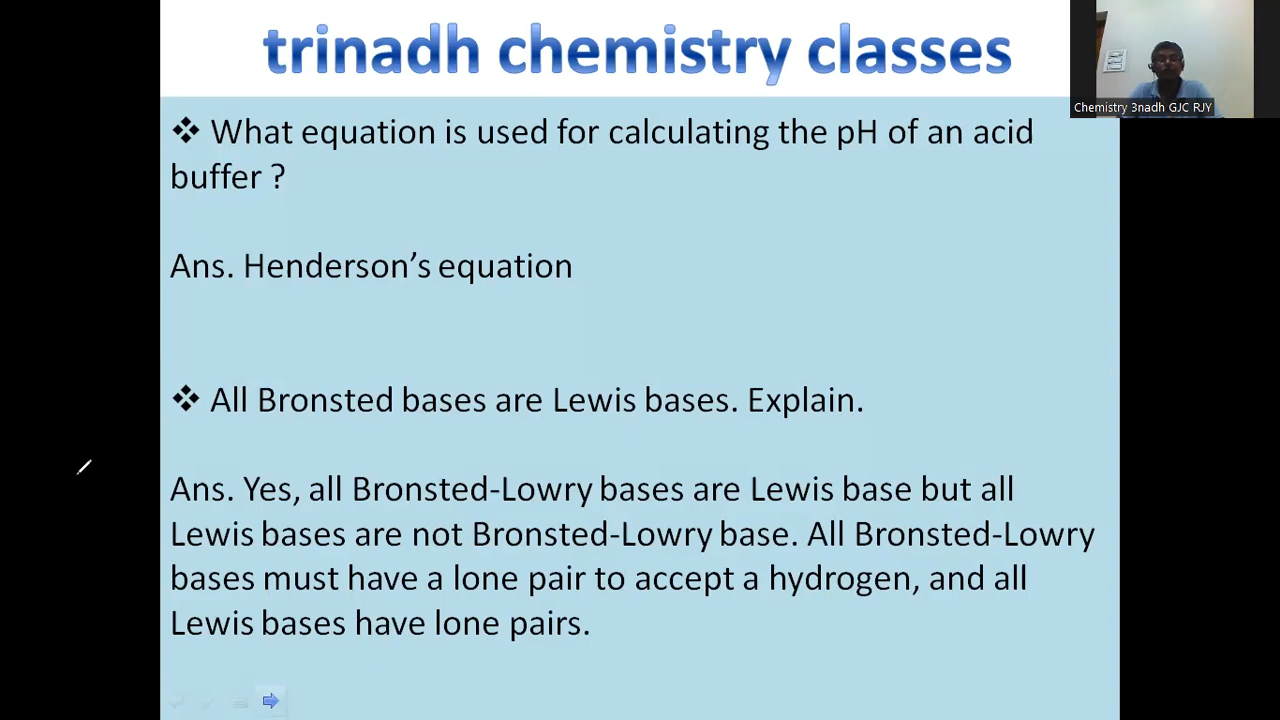 trinadh chemistry classes
Chemistry 3nadh GJC RJY
❖ What equation is used for calculating the pH of an acid
buffer ?
Ans. Henderson’s equation
❖ All Bronsted bases are Lewis bases. Explain.
Ans. Yes, all Bronsted-Lowry bases are Lewis base but all
Lewis bases are not Bronsted-Lowry base. All Bronsted-Lowry
bases must have a lone pair to accept a hydrogen, and all
Lewis bases have lone pairs.